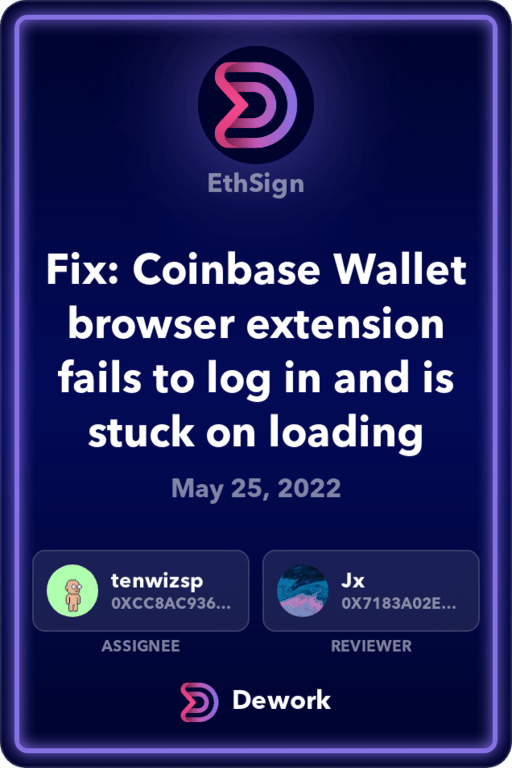 EthSign
Fix: Coinbase Wallet
browser extension
fails to log in and is
stuck on loading
May 25, 2022
tenwizsp
0XCC8AC936...
ASSIGNEE
Jx
0X7183A02E...
REVIEWER
Dework